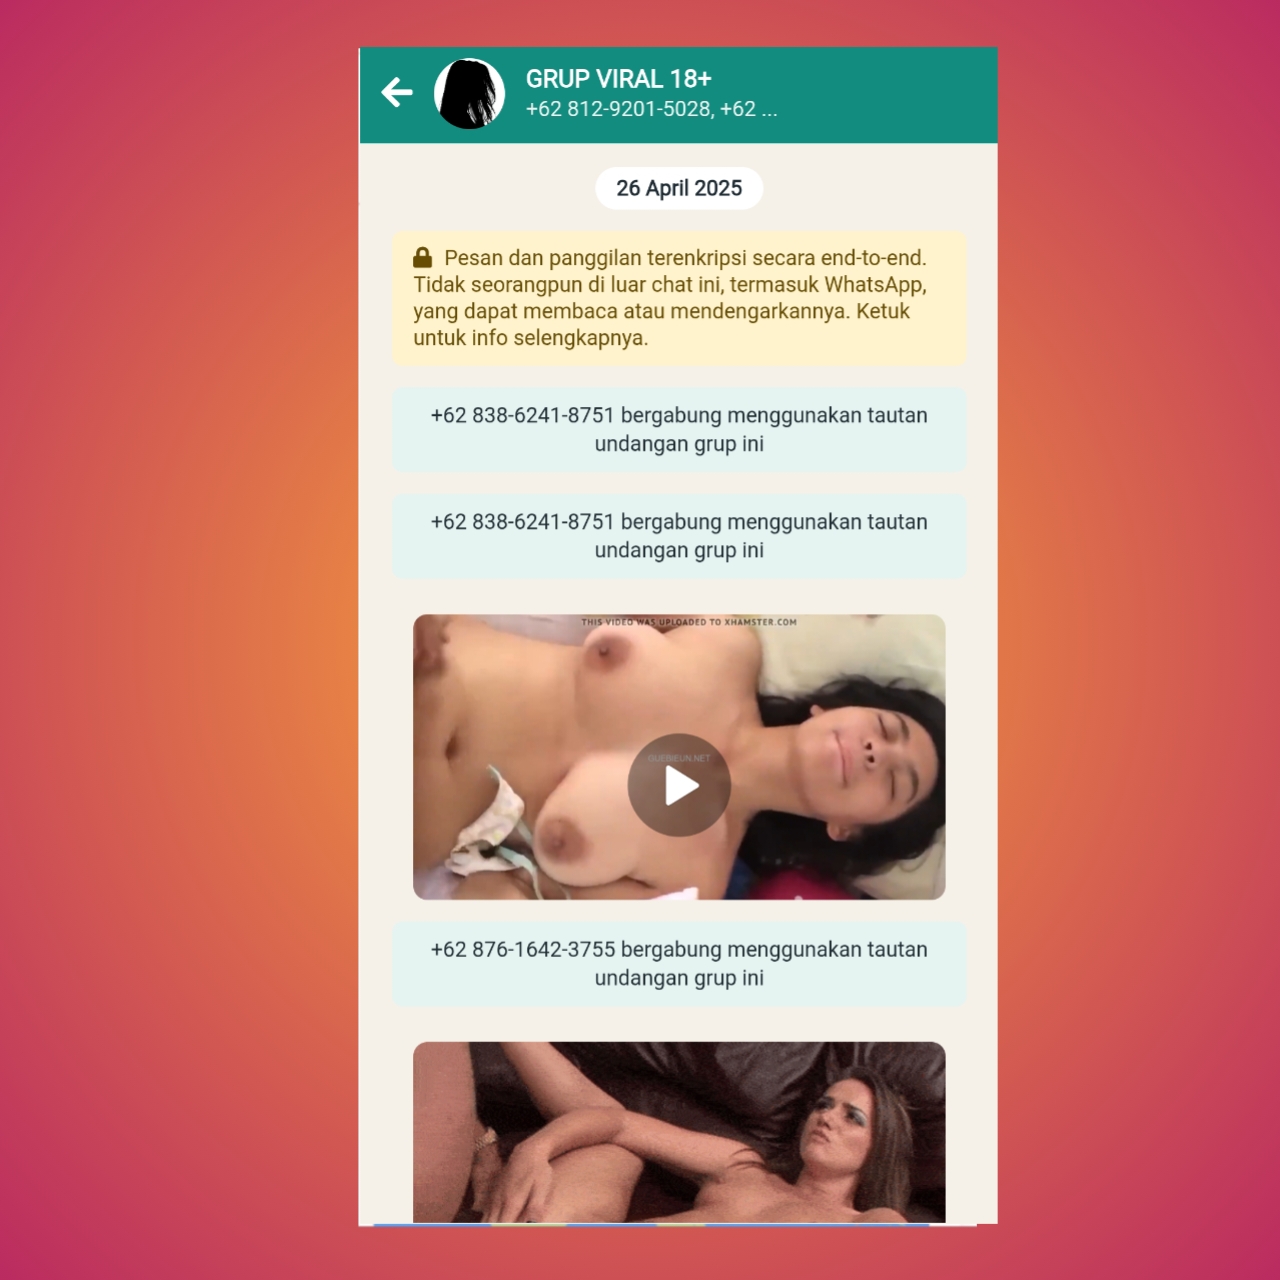 GRUP VIRAL 18+
+62 812-9201-5028, +62 ...
26 April 2025
Pesan dan panggilan terenkripsi secara end-to-end.
Tidak seorangpun di luar chat ini, termasuk WhatsApp,
yang dapat membaca atau mendengarkannya. Ketuk
untuk info selengkapnya.
+62 838-6241-8751 bergabung menggunakan tautan
undangan grup ini
+62 838-6241-8751 bergabung menggunakan tautan
undangan grup ini
THIS VIDEO WAS UPLOADED TO XHAMSTER.COM
+62 876-1642-3755 bergabung menggunakan tautan
undangan grup ini